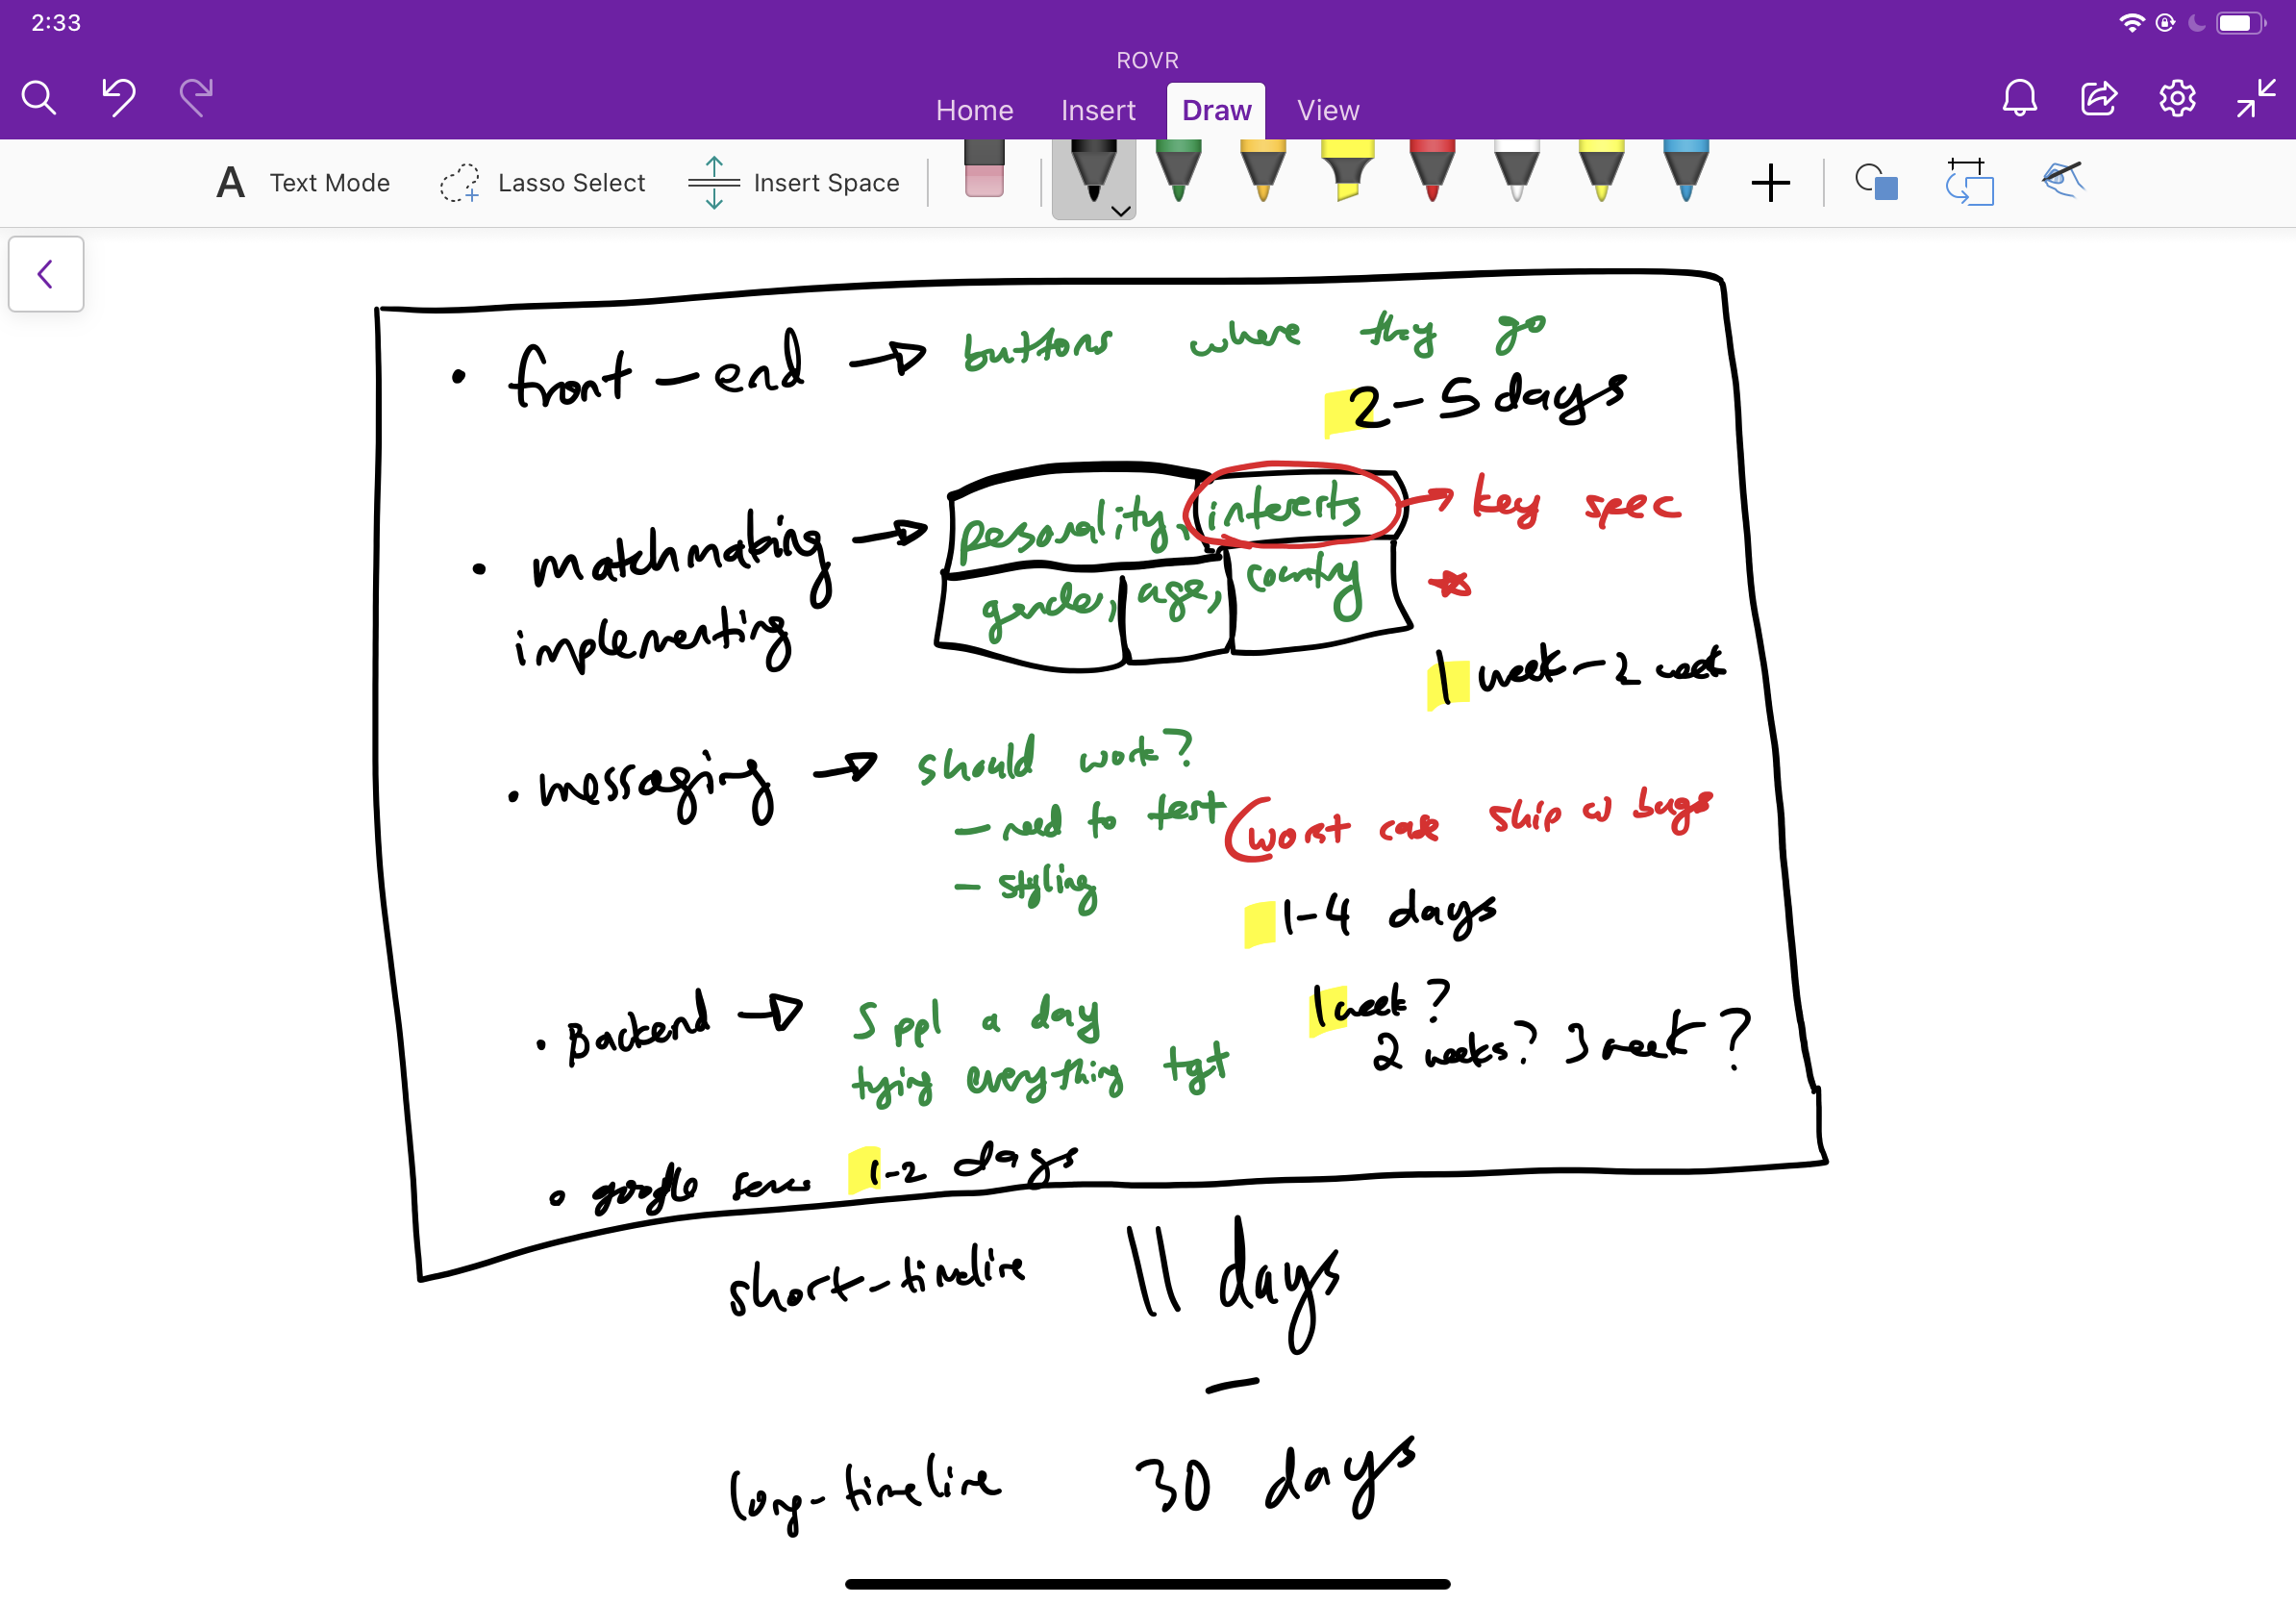 2:33
ROVR
Home Insert Draw View
Text Mode Lasso Select Insert Space
• front-end → buttons where they go
2-5 days
• matchmaking → personality, interests → key spec
implementing gender, age, country
1 week - 2 week
• messaging → should work?
- need to test (worst case ship w bugs
- styling
1-4 days
• Backend → 5 ppl a day 1 week?
tying everything tgt 2 weeks? 3 week?
• google 1-2 days
short-timeline 11 days
-
long-timeline 30 days